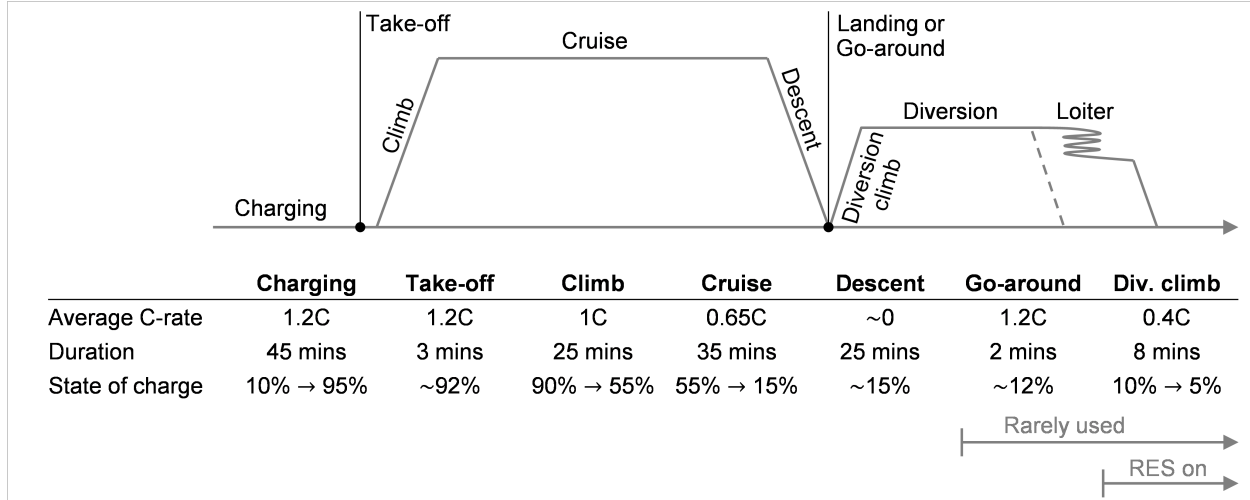 Take-off
Cruise
Landing or
Go-around
Climb
Descent
Diversion
Loiter
Diversion
climb
Charging
Charging Take-off Climb Cruise Descent Go-around Div. climb
Average C-rate 1.2C 1.2C 1C 0.65C ~0 1.2C 0.4C
Duration 45 mins 3 mins 25 mins 35 mins 25 mins 2 mins 8 mins
State of charge 10% → 95% ~92% 90% → 55% 55% → 15% ~15% ~12% 10% → 5%
Rarely used
RES on